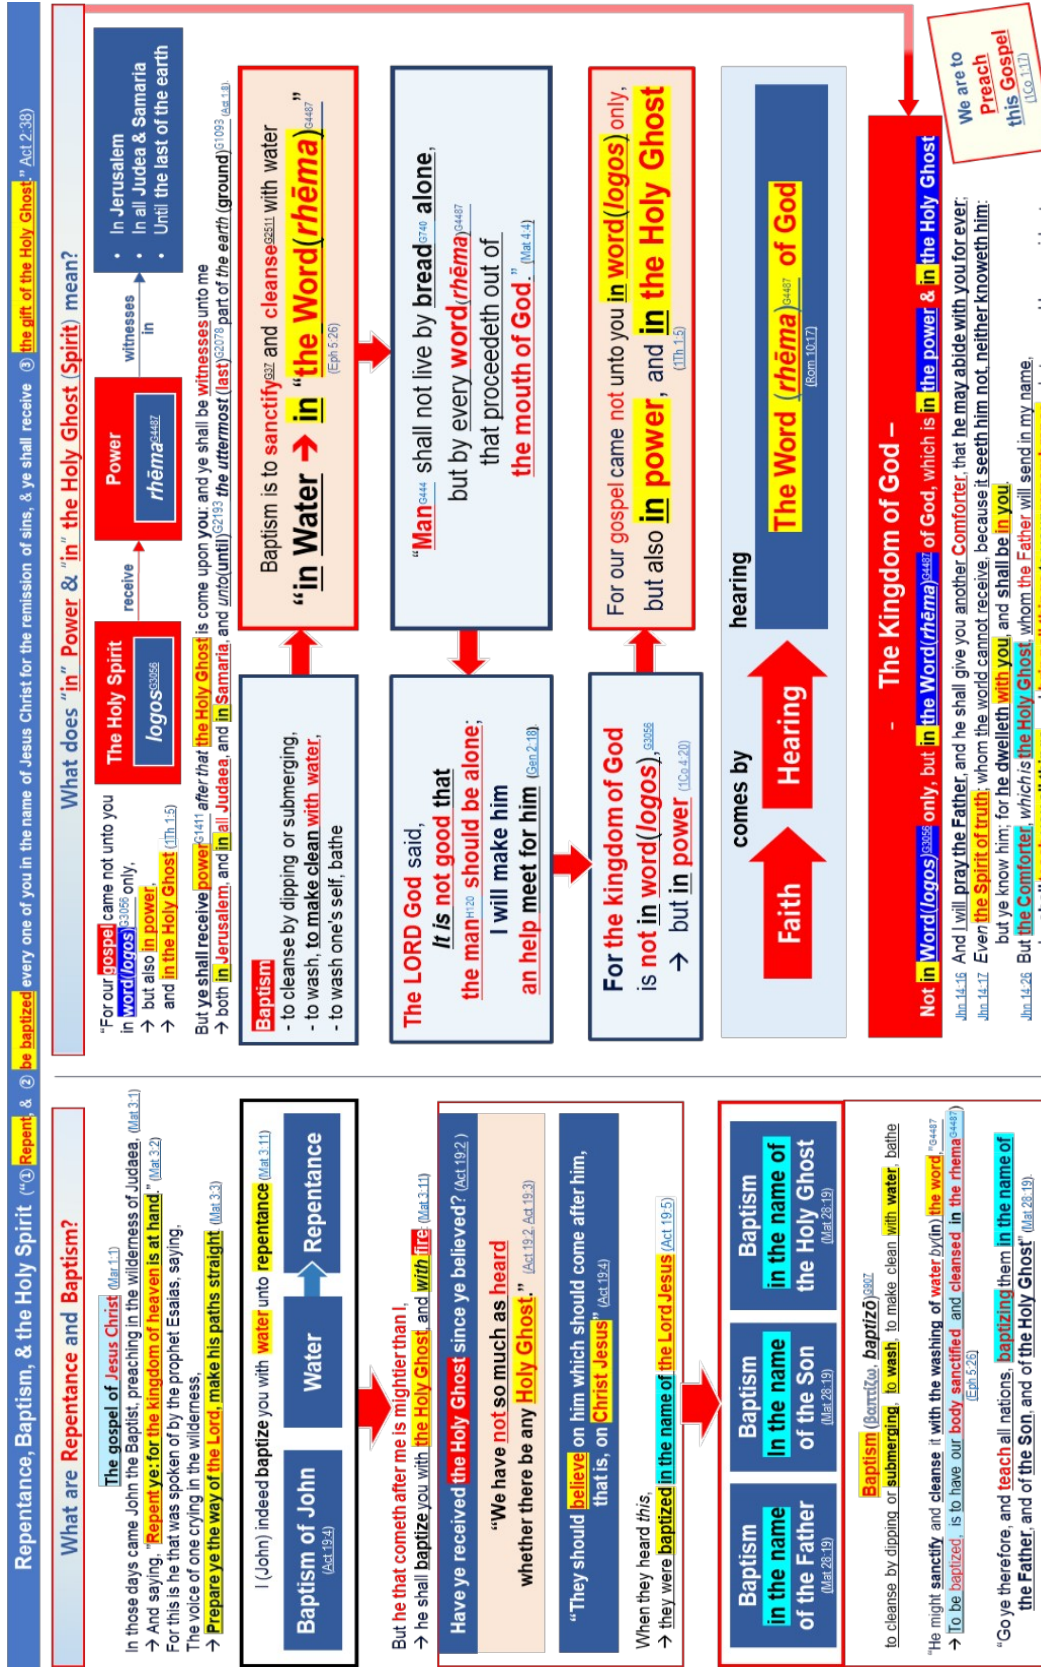 Repentance, Baptism, & the Holy Spirit ("① Repent, & ② be baptized every one of you in the name of Jesus Christ for the remission of sins, & ye shall receive ③ the gift of the Holy Ghost." Act 2:38)
What are Repentance and Baptism?
The gospel of Jesus Christ (Mar 1:1)
In those days came John the Baptist, preaching in the wilderness of Judaea, (Mat 3:1)
→ And saying, "Repent ye: for the kingdom of heaven is at hand." (Mat 3:2)
For this is he that was spoken of by the prophet Esaias, saying,
The voice of one crying in the wilderness,
→ Prepare ye the way of the Lord, make his paths straight (Mat 3:3)
I (John) indeed baptize you with water unto repentance (Mat 3:11)
Baptism of John
(Act 19:4)
Water
Repentance
But he that cometh after me is mightier than I,
→ he shall baptize you with the Holy Ghost, and with fire: (Mat 3:11)
Have ye received the Holy Ghost since ye believed? (Act 19:2)
"We have not so much as heard
whether there be any Holy Ghost." (Act 19:2, Act 19:3)
"They should believe on him which should come after him,
that is, on Christ Jesus" (Act 19:4)
When they heard this,
→ they were baptized in the name of the Lord Jesus (Act 19:5)
Baptism
in the name
of the Father
(Mat 28:19)
Baptism
In the name
of the Son
(Mat 28:19)
Baptism
in the name of
the Holy Ghost
(Mat 28:19)
Baptism (βαπτίζω, baptizō)G907
to cleanse by dipping or submerging, to wash, to make clean with water, bathe
"He might sanctify and cleanse it with the washing of water by(in) the word,"G4487
→ To be baptized, is to have our body sanctified and cleansed in the rhemaG4487
(Eph 5:26)
"Go ye therefore, and teach all nations, baptizing them in the name of
the Father, and of the Son, and of the Holy Ghost" (Mat 28:19)
What does "in" Power & "in" the Holy Ghost (Spirit) mean?
"For our gospel came not unto you
in word(logos)G3056 only,
→ but also in power,
→ and in the Holy Ghost (1Th 1:5)
The Holy Spirit
logosG3056
receive
Power
rhēmaG4487
witnesses
in
• In Jerusalem
• In all Judea & Samaria
• Until the last of the earth
But ye shall receive powerG1411 after that the Holy Ghost is come upon you: and ye shall be witnesses unto me
→ both in Jerusalem, and in all Judaea, and in Samaria, and unto(until)G2193 the uttermost (last)G2078 part of the earth (ground)G1093 (Act 1:8)
Baptism
- to cleanse by dipping or submerging,
- to wash, to make clean with water,
- to wash one's self, bathe
Baptism is to sanctifyG37 and cleanseG2511 with water
"in Water → in "the Word(rhēma)G4487"
(Eph 5:26)
The LORD God said,
It is not good that
the manH120 should be alone;
I will make him
an help meet for him (Gen 2:18)
"ManG444 shall not live by breadG740 alone,
but by every word(rhēma)G4487
that proceedeth out of
the mouth of God." (Mat 4:4)
For the kingdom of God
is not in word(logos),G3056
→ but in power (1Co 4:20)
For our gospel came not unto you in word(logos) only,
but also in power, and in the Holy Ghost
(1Th 1:5)
Faith
comes by
Hearing
hearing
The Word (rhēma)G4487 of God
(Rom 10:17)
- The Kingdom of God –
Not in Word(logos)G3056 only, but in the Word(rhēma)G4487 of God, which is in the power & in the Holy Ghost
We are to
Preach
this Gospel
(1Co 1:17)
Jhn 14:16 And I will pray the Father, and he shall give you another Comforter, that he may abide with you for ever;
Jhn 14:17 Even the Spirit of truth; whom the world cannot receive, because it seeth him not, neither knoweth him:
but ye know him; for he dwelleth with you, and shall be in you.
Jhn 14:26 But the Comforter, which is the Holy Ghost, whom the Father will send in my name,